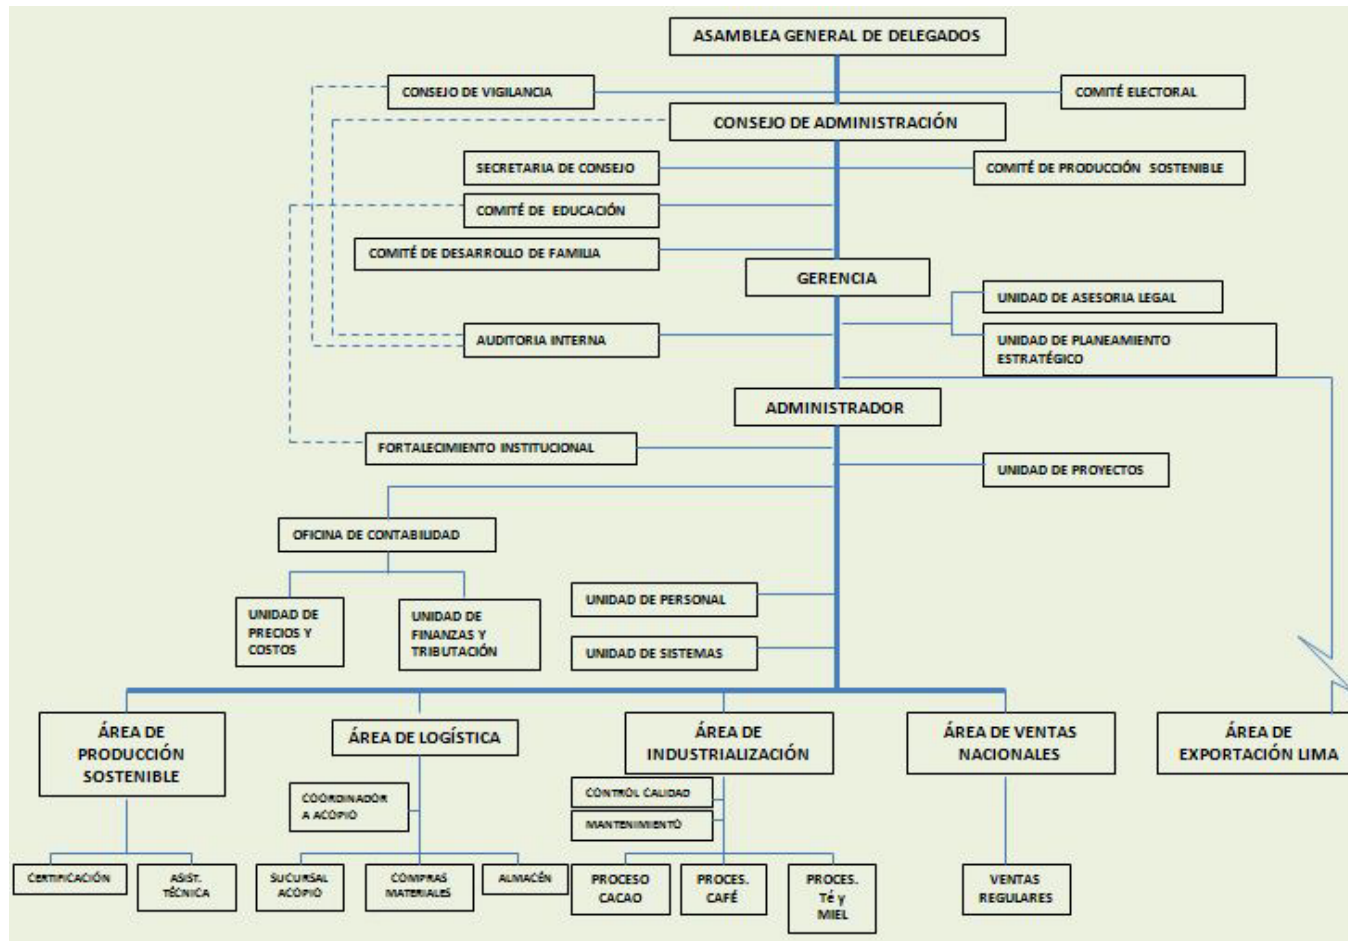 ASAMBLEA GENERAL DE DELEGADOS
CONSEJO DE VIGILANCIA
COMITÉ ELECTORAL
CONSEJO DE ADMINISTRACIÓN
SECRETARIA DE CONSEJO
COMITÉ DE PRODUCCIÓN SOSTENIBLE
COMITÉ DE EDUCACIÓN
COMITÉ DE DESARROLLO DE FAMILIA
GERENCIA
UNIDAD DE ASESORIA LEGAL
AUDITORIA INTERNA
UNIDAD DE PLANEAMIENTO
ESTRATÉGICO
ADMINISTRADOR
FORTALECIMIENTO INSTITUCIONAL
UNIDAD DE PROYECTOS
OFICINA DE CONTABILIDAD
UNIDAD DE
PRECIOS Y
COSTOS
UNIDAD DE
FINANZAS Y
TRIBUTACIÓN
UNIDAD DE PERSONAL
UNIDAD DE SISTEMAS
ÁREA DE
PRODUCCIÓN
SOSTENIBLE
ÁREA DE LOGÍSTICA
ÁREA DE
INDUSTRIALIZACIÓN
ÁREA DE VENTAS
NACIONALES
ÁREA DE
EXPORTACIÓN LIMA
COORDINADOR
A ACOPIO
CONTROL CALIDAD
MANTENIMIENTO
CERTIFICACIÓN
ASIST.
TÉCNICA
SUCURSAL
ACOPIO
COMPRAS
MATERIALES
ALMACÉN
PROCESO
CACAO
PROCES.
CAFÉ
PROCES.
Té y
MIEL
VENTAS
REGULARES